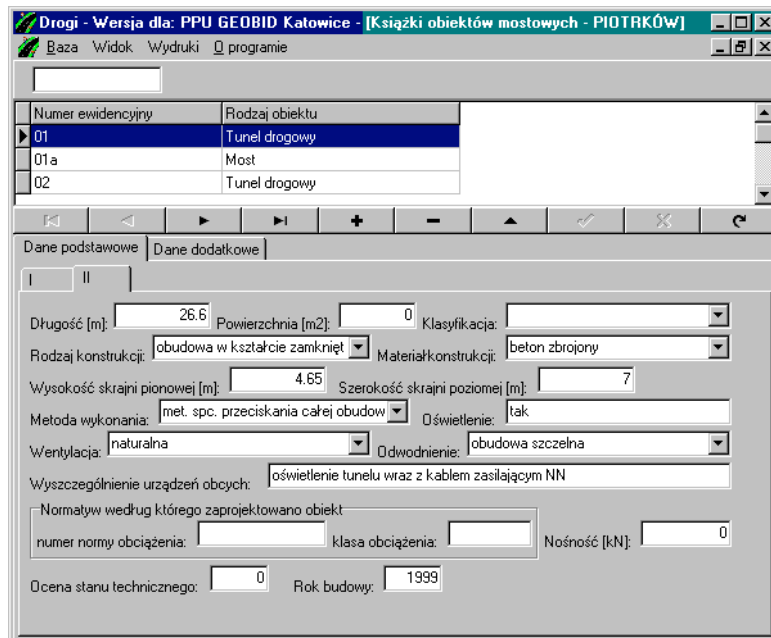 Drogi - Wersja dla: PPU GEOBID Katowice - [Książki obiektów mostowych - PIOTRKÓW]
Baza Widok Wydruki O programie
Numer ewidencyjny Rodzaj obiektu
01 Tunel drogowy
01a Most
02 Tunel drogowy
Dane podstawowe Dane dodatkowe
I II
Długość [m]: 26.6 Powierzchnia [m2]: 0 Klasyfikacja:
Rodzaj konstrukcji: obudowa w kształcie zamknięt Materiałkonstrukcji: beton zbrojony
Wysokość skrajni pionowej [m]: 4.65 Szerokość skrajni poziomej [m]: 7
Metoda wykonania: met. spc. przeciskania całej obudow Oświetlenie: tak
Wentylacja: naturalna Odwodnienie: obudowa szczelna
Wyszczególnienie urządzeń obcych: oświetlenie tunelu wraz z kablem zasilającym NN
Normatyw według którego zaprojektowano obiekt
numer normy obciążenia: klasa obciążenia: Nośność [kN]: 0
Ocena stanu technicznego: 0 Rok budowy: 1999